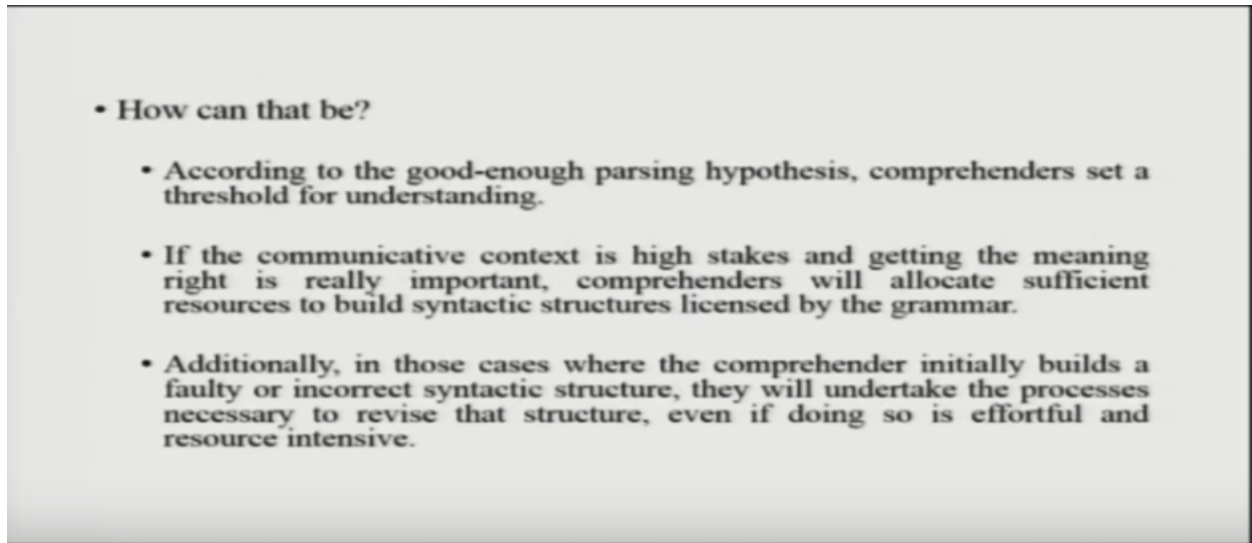 • How can that be?
• According to the good-enough parsing hypothesis, comprehenders set a
threshold for understanding.
• If the communicative context is high stakes and getting the meaning
right is really important, comprehenders will allocate sufficient
resources to build syntactic structures licensed by the grammar.
• Additionally, in those cases where the comprehender initially builds a
faulty or incorrect syntactic structure, they will undertake the processes
necessary to revise that structure, even if doing so is effortful and
resource intensive.